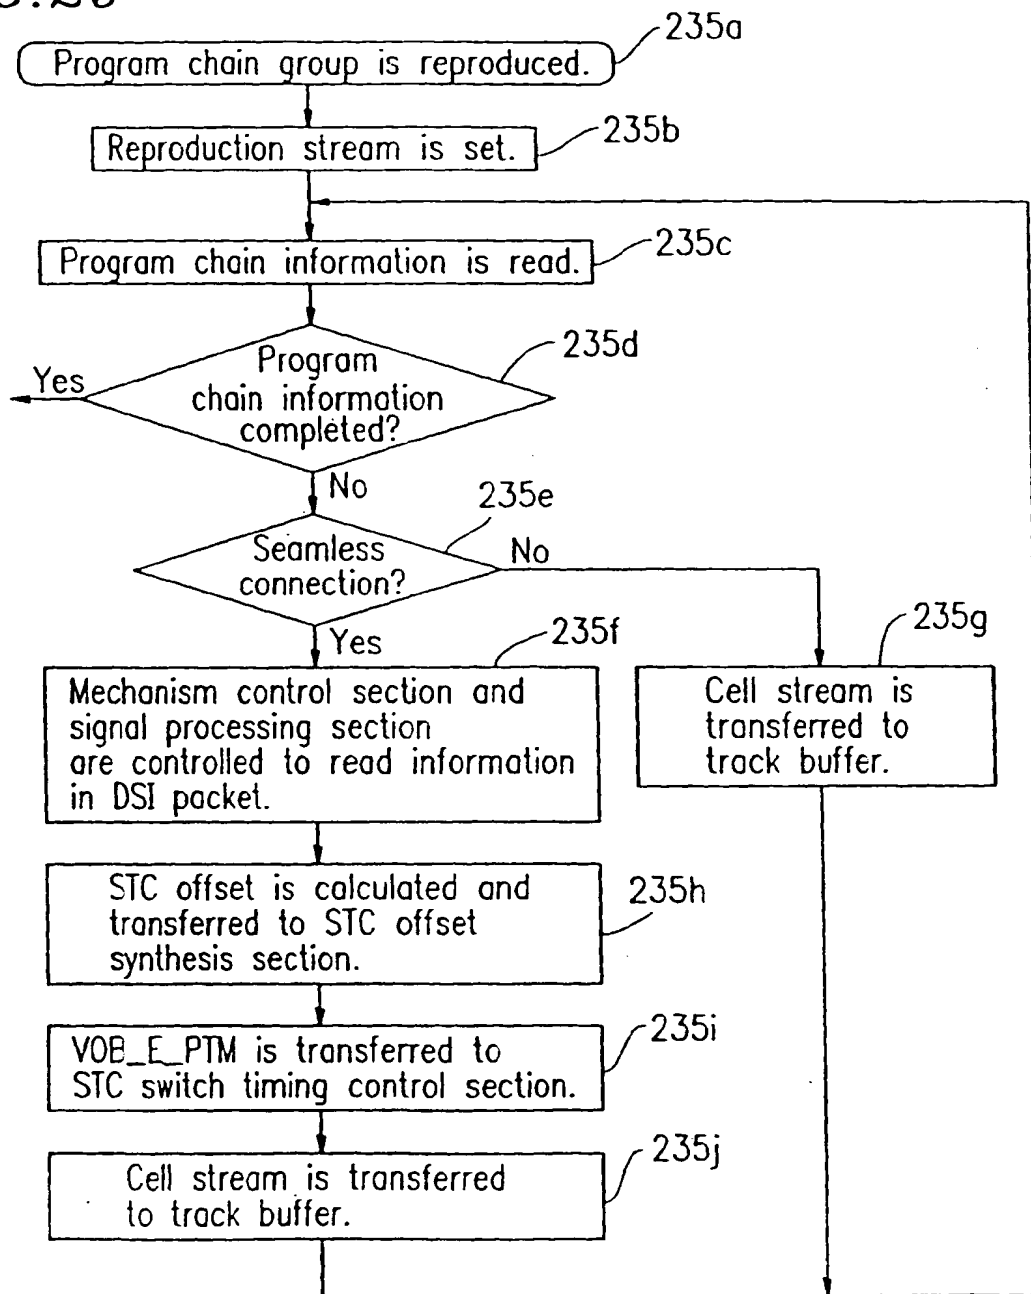 235a
Program chain group is reproduced.
235b
Reproduction stream is set.
235c
Program chain information is read.
235d
Program
chain information
completed?
Yes
No
235e
Seamless
connection?
No
Yes
235f
Mechanism control section and
signal processing section
are controlled to read information
in DSI packet.
235g
Cell stream is
transferred to
track buffer.
235h
STC offset is calculated and
transferred to STC offset
synthesis section.
235i
VOB_E_PTM is transferred to
STC switch timing control section.
235j
Cell stream is transferred
to track buffer.